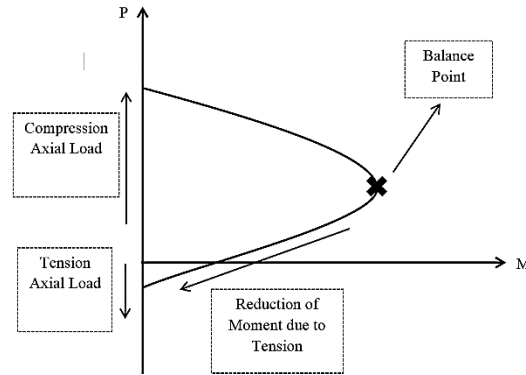 P
Balance
Point
Compression
Axial Load
Tension
Axial Load
M
Reduction of
Moment due to
Tension